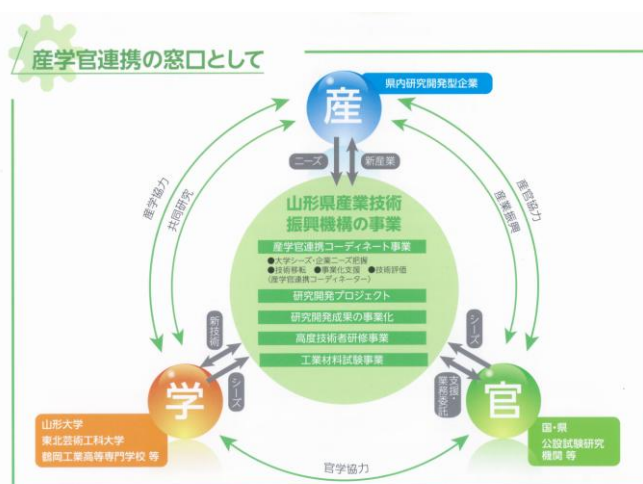 産学官連携の窓口として
産
県内研究開発型企業
ニーズ
新産業
産学協力
共同研究
産官協力
産業振興
山形県産業技術
振興機構の事業
産学官連携コーディネート事業
●大学シーズ・企業ニーズ把握
●技術移転 ●事業化支援 ●技術評価
(産学官連携コーディネーター)
研究開発プロジェクト
研究開発成果の事業化
高度技術者研修事業
工業材料試験事業
新技術
シーズ
シーズ
支援・
業務委託
学
官
山形大学
東北芸術工科大学
鶴岡工業高等専門学校 等
国・県
公設試験研究
機関 等
官学協力